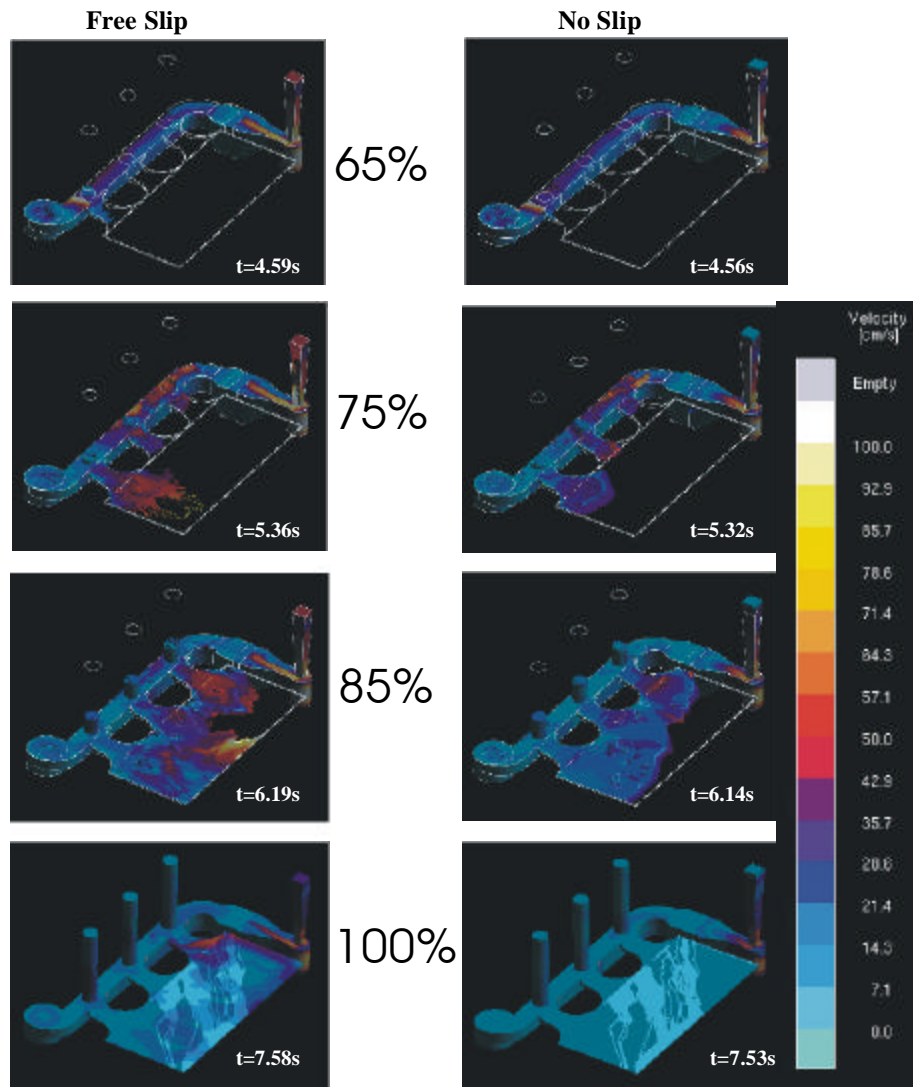 Free Slip
No Slip
65%
t=4.59s
t=4.56s
75%
t=5.36s
t=5.32s
85%
t=6.19s
t=6.14s
100%
t=7.58s
t=7.53s
Velocity
[cm/s]
Empty
100.0
92.9
85.7
78.6
71.4
64.3
57.1
50.0
42.9
35.7
28.6
21.4
14.3
7.1
0.0